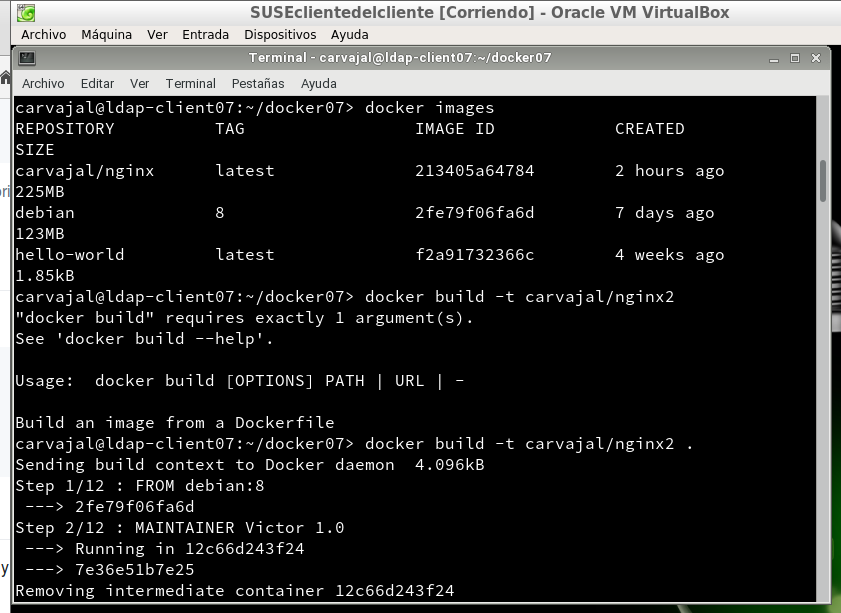 SUSEclientedelcliente [Corriendo] - Oracle VM VirtualBox
Archivo Máquina Ver Entrada Dispositivos Ayuda
Terminal - carvajal@ldap-client07:~/docker07
Archivo Editar Ver Terminal Pestañas Ayuda
carvajal@ldap-client07:~/docker07> docker images
REPOSITORY TAG IMAGE ID CREATED
SIZE
carvajal/nginx latest 213405a64784 2 hours ago
225MB
debian 8 2fe79f06fa6d 7 days ago
123MB
hello-world latest f2a91732366c 4 weeks ago
1.85kB
carvajal@ldap-client07:~/docker07> docker build -t carvajal/nginx2
"docker build" requires exactly 1 argument(s).
See 'docker build --help'.
Usage:  docker build [OPTIONS] PATH | URL | -
Build an image from a Dockerfile
carvajal@ldap-client07:~/docker07> docker build -t carvajal/nginx2 .
Sending build context to Docker daemon  4.096kB
Step 1/12 : FROM debian:8
 ---> 2fe79f06fa6d
Step 2/12 : MAINTAINER Victor 1.0
 ---> Running in 12c66d243f24
 ---> 7e36e51b7e25
Removing intermediate container 12c66d243f24